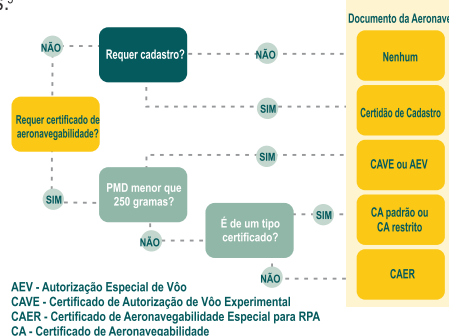 s.
Documento da Aeronave
NÃO
Requer cadastro?
NÃO
Nenhum
SIM
Certidão de Cadastro
Requer certificado de
aeronavegabilidade?
SIM
CAVE ou AEV
PMD menor que
250 gramas?
SIM
É de um tipo
certificado?
SIM
CA padrão ou
CA restrito
NÃO
NÃO
CAER
AEV - Autorização Especial de Vôo
CAVE - Certificado de Autorização de Vôo Experimental
CAER - Certificado de Aeronavegabilidade Especial para RPA
CA - Certificado de Aeronavegabilidade